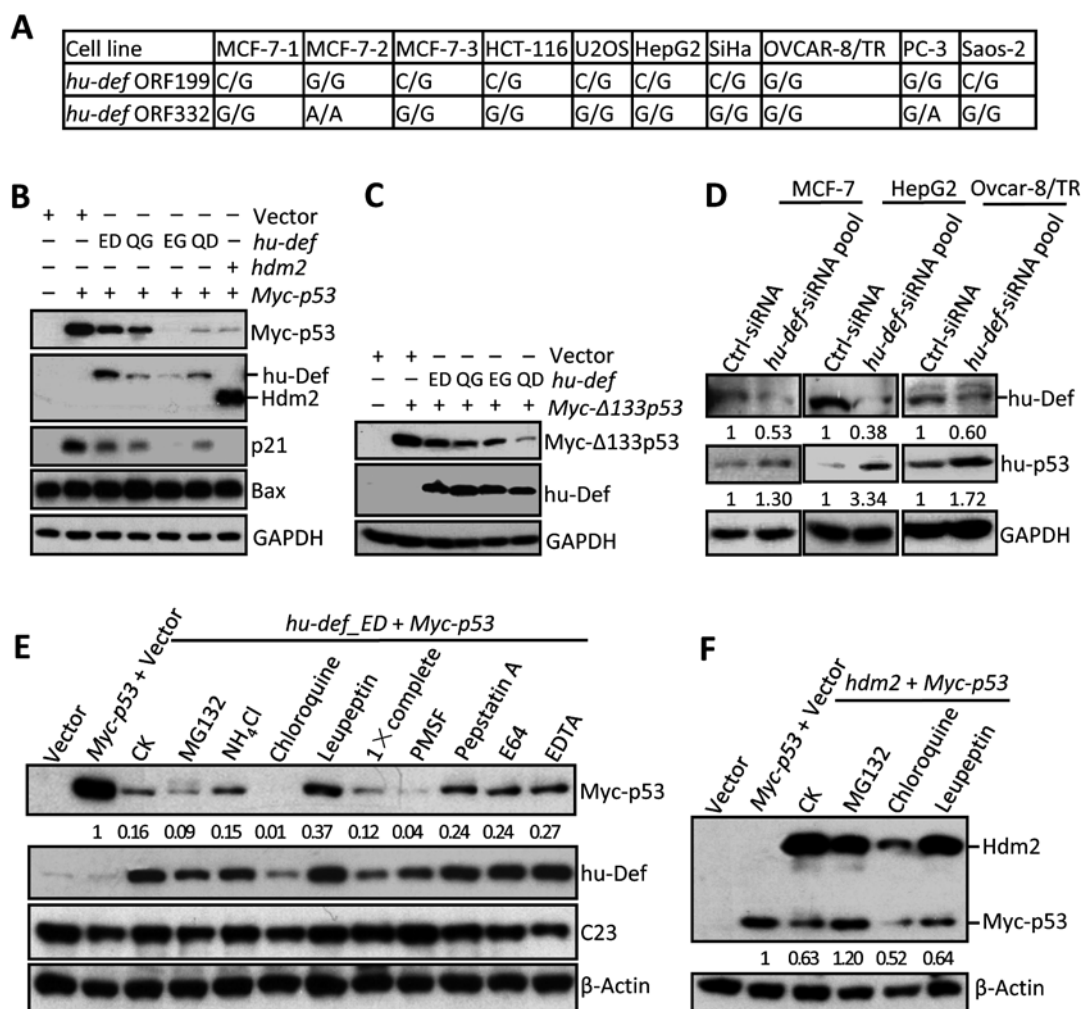 A
Cell line MCF-7-1 MCF-7-2 MCF-7-3 HCT-116 U2OS HepG2 SiHa OVCAR-8/TR PC-3 Saos-2
hu-def ORF199 C/G G/G C/G C/G C/G C/G C/G G/G C/G C/G
hu-def ORF332 G/G A/A G/G G/G G/G G/G G/G G/G G/A G/G
B
+ + – – – – – Vector
– – ED QG EG QD – hu-def
– – – – – – + hdm2
– + + + + + + Myc-p53
Myc-p53
hu-Def
Hdm2
p21
Bax
GAPDH
C
+ + – – – – Vector
– – ED QG EG QD hu-def
– + + + + + Myc-Δ133p53
Myc-Δ133p53
hu-Def
GAPDH
D
MCF-7 HepG2 Ovcar-8/TR
Ctrl-siRNA hu-def-siRNA pool Ctrl-siRNA hu-def-siRNA pool Ctrl-siRNA hu-def-siRNA pool
hu-Def
1 0.53 1 0.38 1 0.60
hu-p53
1 1.30 1 3.34 1 1.72
GAPDH
E
hu-def_ED + Myc-p53
Vector Myc-p53 + Vector CK MG132 NH4Cl Chloroquine Leupeptin 1×complete PMSF Pepstatin A E64 EDTA
Myc-p53
1 0.16 0.09 0.15 0.01 0.37 0.12 0.04 0.24 0.24 0.27
hu-Def
C23
β-Actin
F
hdm2 + Myc-p53
Vector Myc-p53 + Vector CK MG132 Chloroquine Leupeptin
Hdm2
Myc-p53
1 0.63 1.20 0.52 0.64
β-Actin